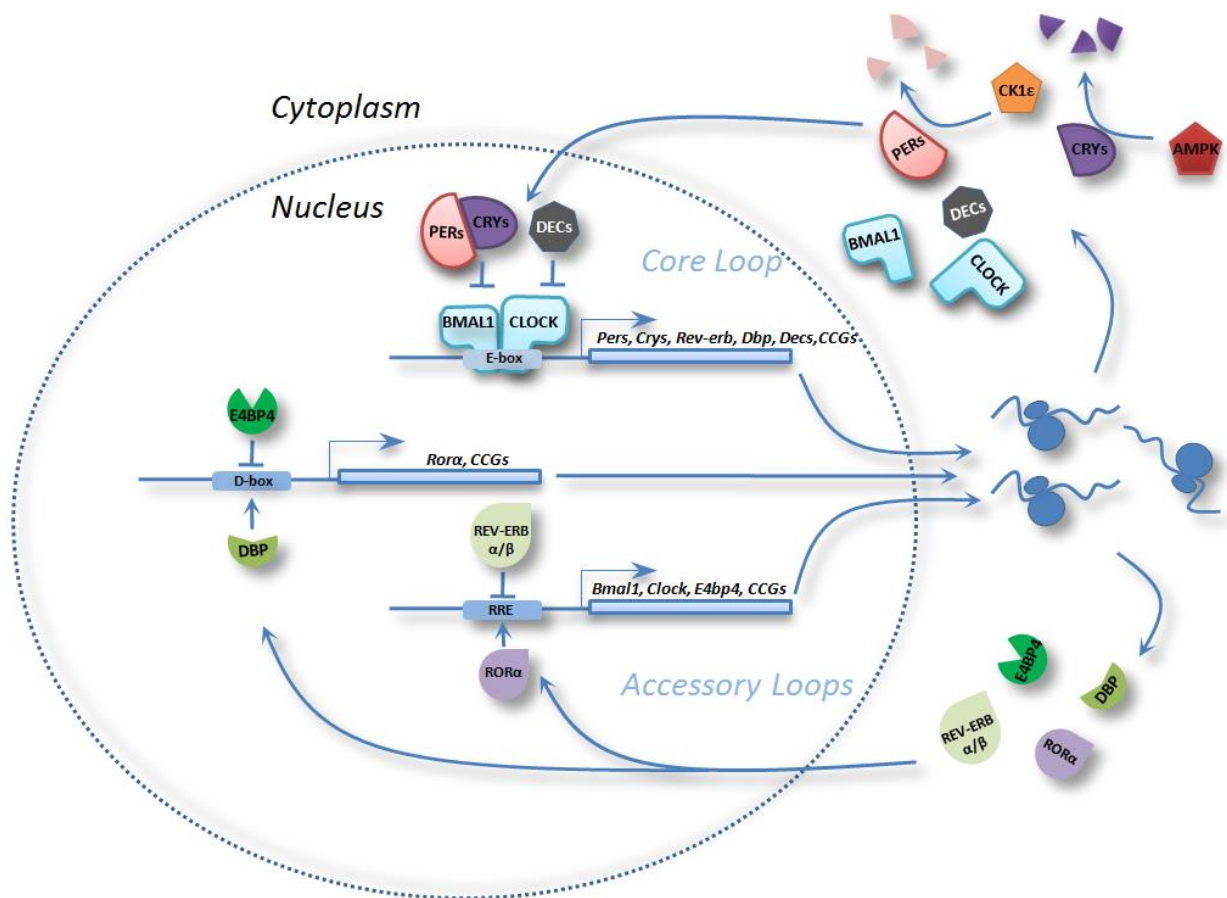 CK1ε
Cytoplasm
PERs
CRYs
AMPK
Nucleus
PERs
CRYs
DECs
DECs
BMAL1
CLOCK
Core Loop
BMAL1
CLOCK
Pers, Crys, Rev-erb, Dbp, Decs,CCGs
E-box
E4BP4
Rorα, CCGs
D-box
REV-ERB
α/β
DBP
Bmal1, Clock, E4bp4, CCGs
RRE
RORα
Accessory Loops
E4BP4
DBP
REV-ERB
α/β
RORα